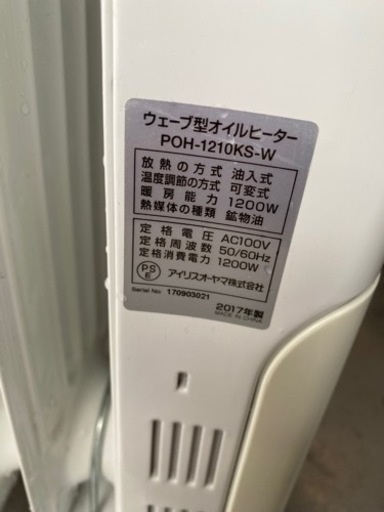 ウェーブ型オイルヒーター
POH-1210KS-W
放熱の方式 油入式
温度調節の方式 可変式
暖房能力 1200W
熱媒体の種類 鉱物油
定格電圧 AC100V
定格周波数 50/60Hz
定格消費電力 1200W
PS
E アイリスオーヤマ株式会社
Serial No. 170903021
2017年製
MADE IN CHINA